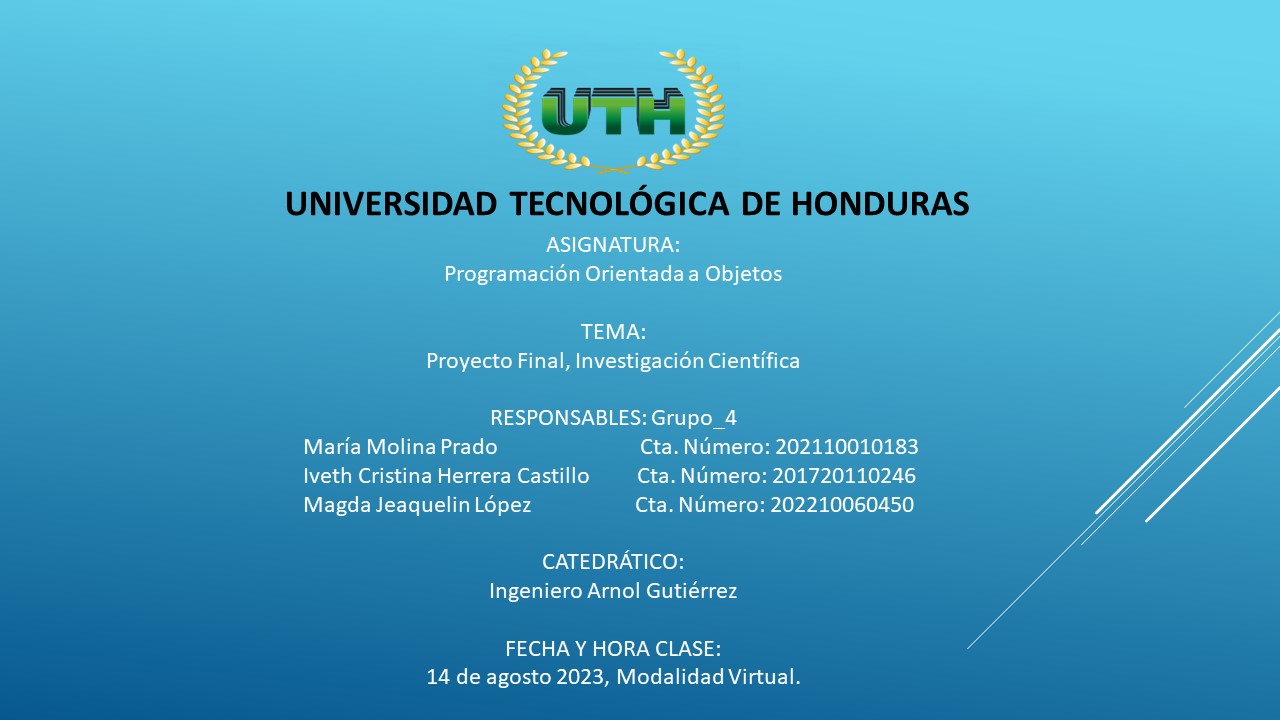 UTH
UNIVERSIDAD TECNOLÓGICA DE HONDURAS
ASIGNATURA:
Programación Orientada a Objetos
TEMA:
Proyecto Final, Investigación Científica
RESPONSABLES: Grupo_4
María Molina Prado Cta. Número: 202110010183
Iveth Cristina Herrera Castillo Cta. Número: 201720110246
Magda Jeaquelin López Cta. Número: 202210060450
CATEDRÁTICO:
Ingeniero Arnol Gutiérrez
FECHA Y HORA CLASE:
14 de agosto 2023, Modalidad Virtual.